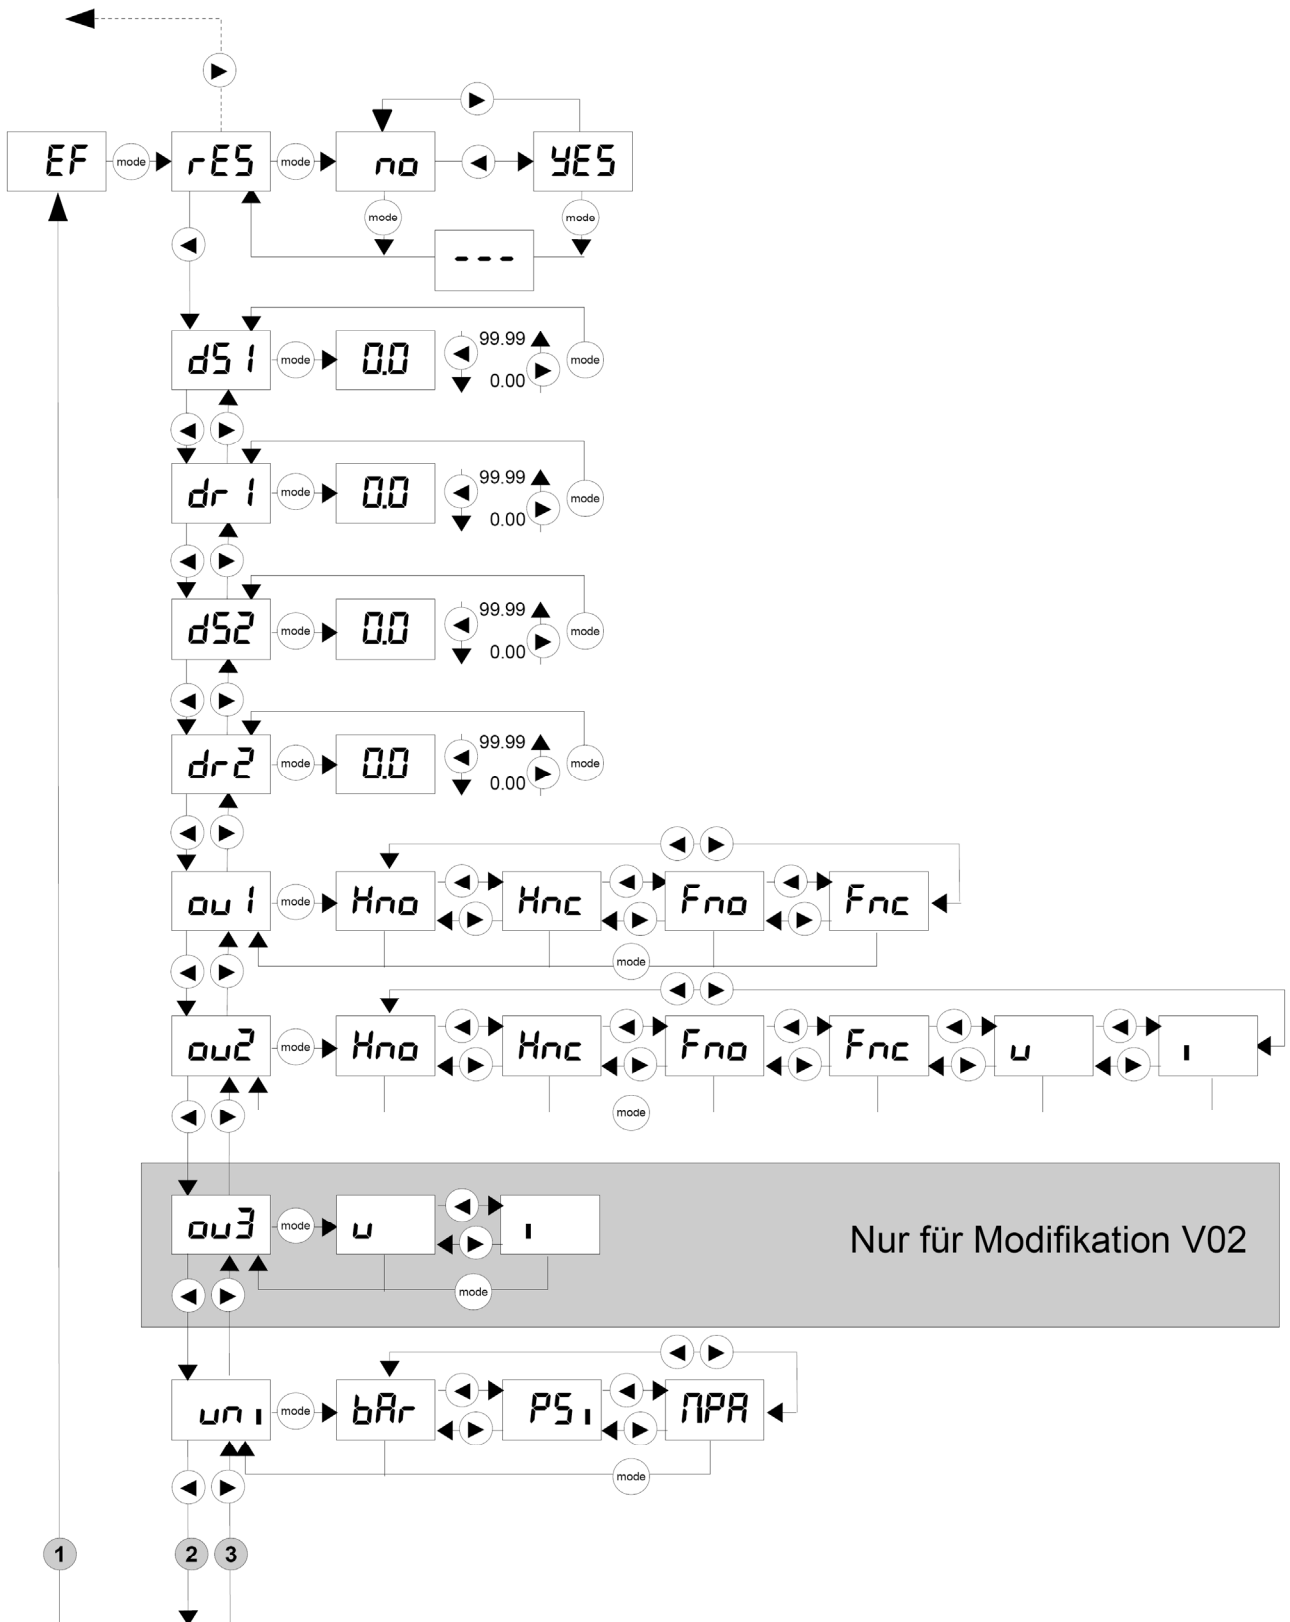 EF mode rES mode no YES
mode mode
---
dS1 mode 0.0 99.99 0.00 mode
dr1 mode 0.0 99.99 0.00 mode
dS2 mode 0.0 99.99 0.00 mode
dr2 mode 0.0 99.99 0.00 mode
ou1 mode Hno Hnc Fno Fnc
mode
ou2 mode Hno Hnc Fno Fnc u i
mode
ou3 mode u i
Nur für Modifikation V02
mode
uni mode bAr PSi MPA
mode
1 2 3